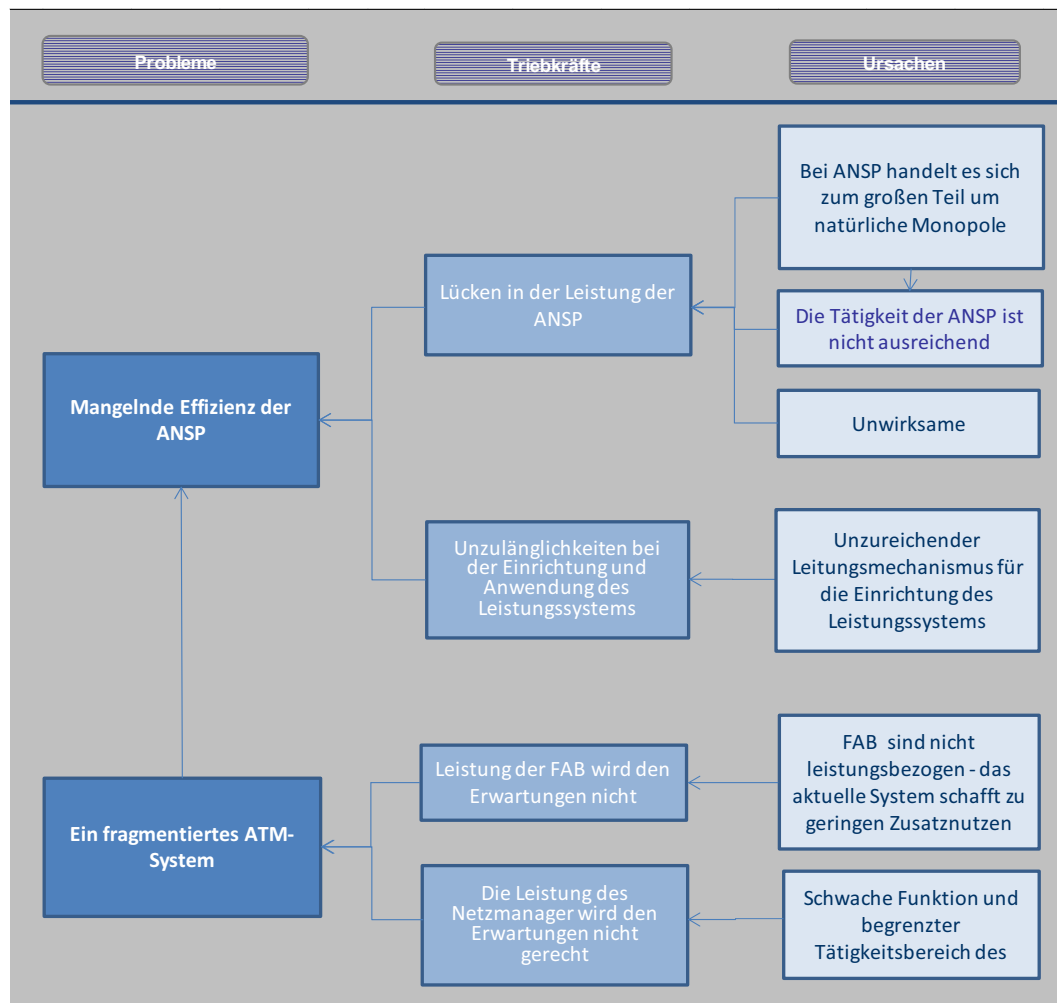 Probleme
Triebkräfte
Ursachen
Bei ANSP handelt es sich
zum großen Teil um
natürliche Monopole
Lücken in der Leistung der
ANSP
Die Tätigkeit der ANSP ist
nicht ausreichend
Mangelnde Effizienz der
ANSP
Unwirksame
Unzulänglichkeiten bei
der Einrichtung und
Anwendung des
Leistungssystems
Unzureichender
Leitungsmechanismus für
die Einrichtung des
Leistungssystems
Leistung der FAB wird den
Erwartungen nicht
FAB sind nicht
leistungsbezogen - das
aktuelle System schafft zu
geringen Zusatznutzen
Ein fragmentiertes ATM-
System
Die Leistung des
Netzmanager wird den
Erwartungen nicht
gerecht
Schwache Funktion und
begrenzter
Tätigkeitsbereich des